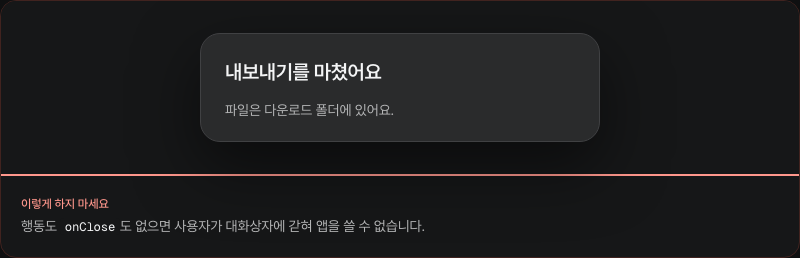 내보내기를 마쳤어요
파일은 다운로드 폴더에 있어요.
이렇게 하지 마세요
행동도 onClose 도 없으면 사용자가 대화상자에 갇혀 앱을 쓸 수 없습니다.